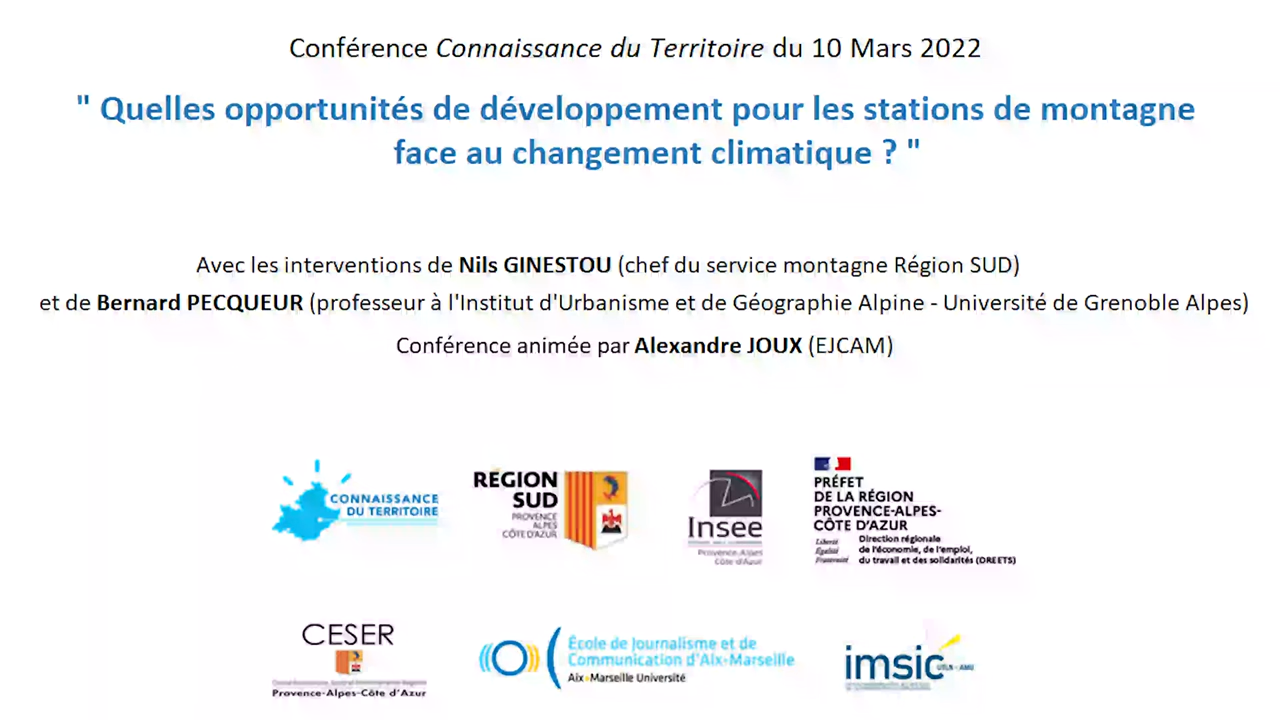 Conférence Connaissance du Territoire du 10 Mars 2022
" Quelles opportunités de développement pour les stations de montagne
face au changement climatique ? "
Avec les interventions de Nils GINESTOU (chef du service montagne Région SUD)
et de Bernard PECQUEUR (professeur à l'Institut d'Urbanisme et de Géographie Alpine - Université de Grenoble Alpes)
Conférence animée par Alexandre JOUX (EJCAM)
CONNAISSANCE
DU TERRITOIRE
RÉGION
SUD
PROVENCE
ALPES
CÔTE D'AZUR
Insee
Provence-Alpes
Côte d'Azur
PRÉFET
DE LA RÉGION
PROVENCE-ALPES-
CÔTE D'AZUR
Liberté
Égalité
Fraternité
Direction régionale
de l'économie, de l'emploi,
du travail et des solidarités (DREETS)
CESER
Provence-Alpes-Côte d'Azur
École de Journalisme et de
Communication d'Aix-Marseille
Aix Marseille Université
imsic